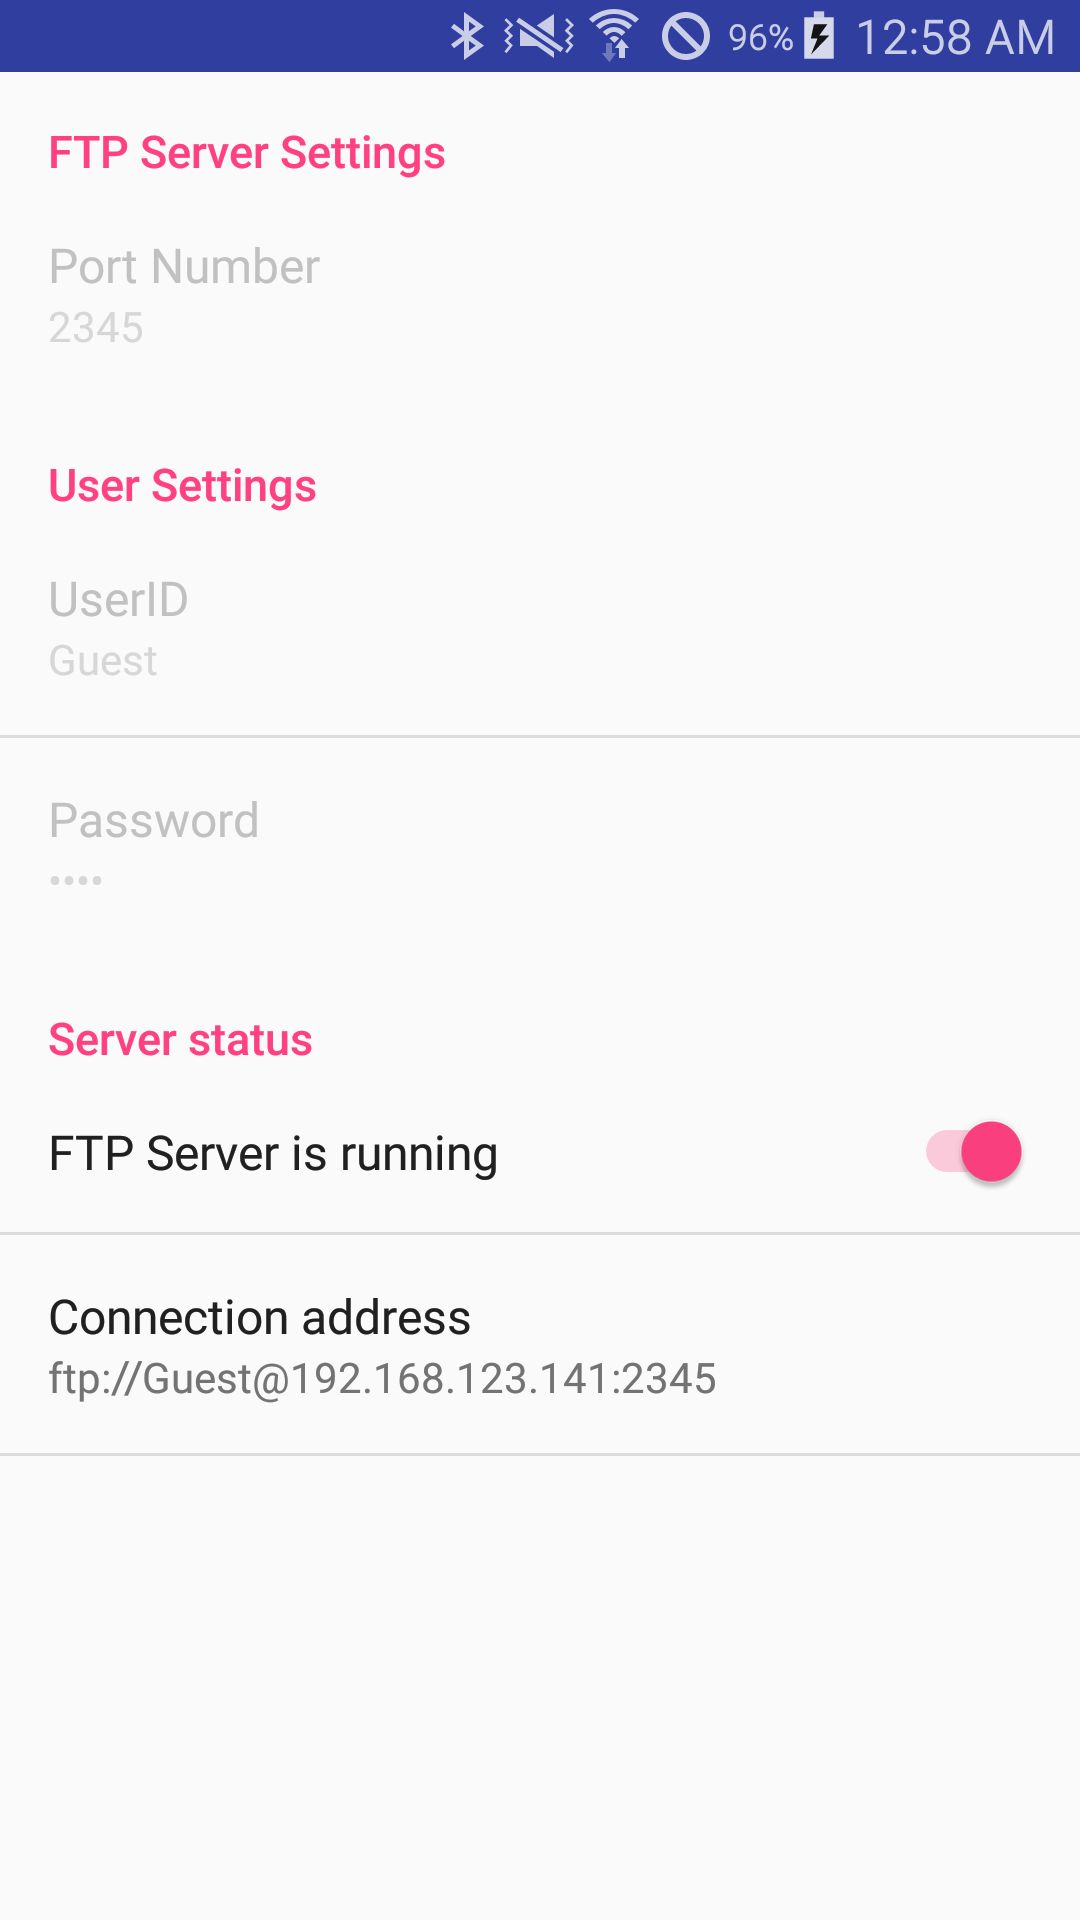 96% 12:58 AM
FTP Server Settings
Port Number
2345
User Settings
UserID
Guest
Password
••••
Server status
FTP Server is running
Connection address
ftp://Guest@192.168.123.141:2345